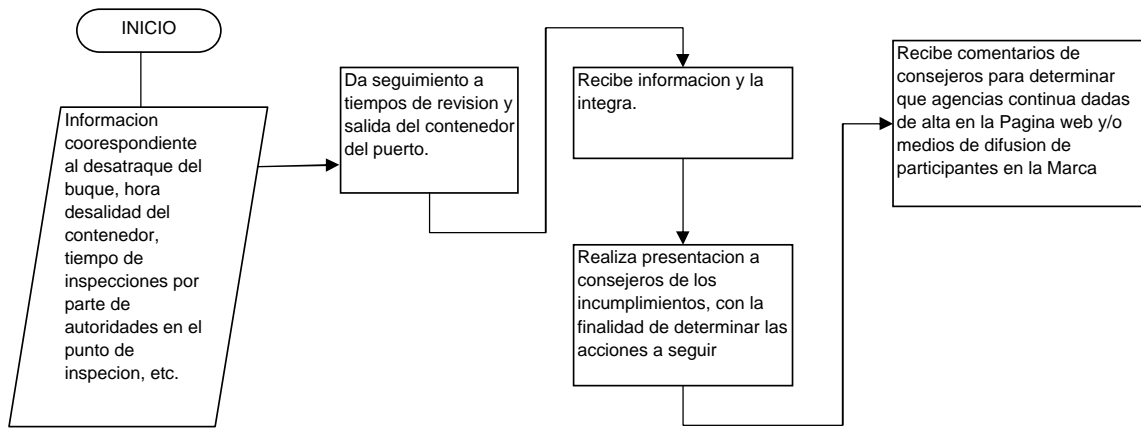 INICIO
Informacion
coorespondiente
al desatraque del
buque, hora
desalidad del
contenedor,
tiempo de
inspecciones por
parte de
autoridades en el
punto de
inspecion, etc.
Da seguimiento a
tiempos de revision y
salida del contenedor
del puerto.
Recibe informacion y la
integra.
Realiza presentacion a
consejeros de los
incumplimientos, con la
finalidad de determinar las
acciones a seguir
Recibe comentarios de
consejeros para determinar
que agencias continua dadas
de alta en la Pagina web y/o
medios de difusion de
participantes en la Marca